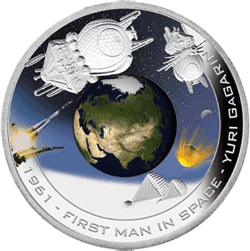 1961 - FIRST MAN IN SPACE - YURI GAGARIN